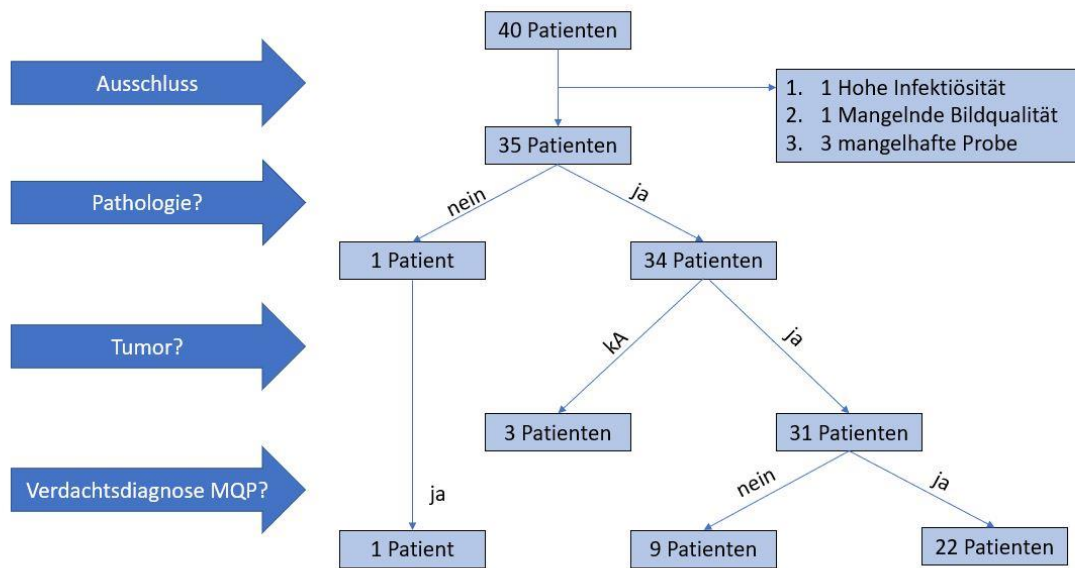 40 Patienten
Ausschluss
1. 1 Hohe Infektiösität
2. 1 Mangelnde Bildqualität
3. 3 mangelhafte Probe
35 Patienten
Pathologie?
nein
ja
1 Patient
34 Patienten
Tumor?
kA
ja
3 Patienten
31 Patienten
Verdachtsdiagnose MQP?
ja
nein
ja
1 Patient
9 Patienten
22 Patienten